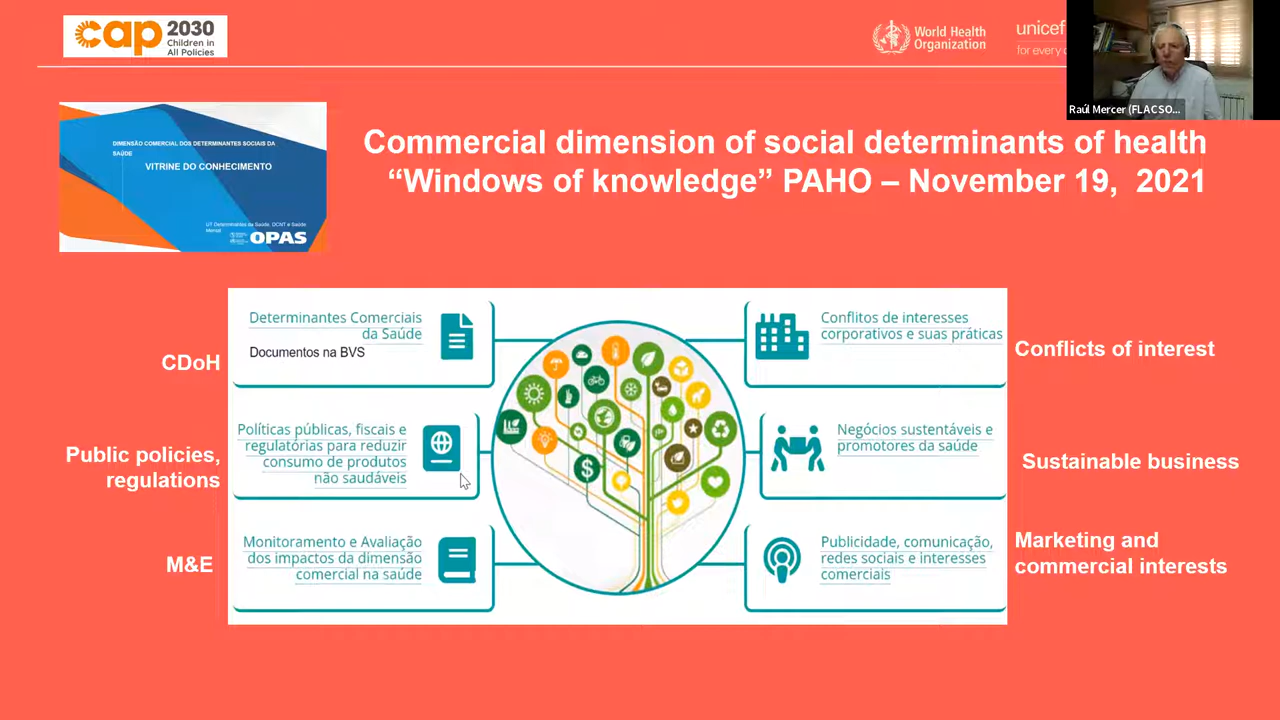 cap 2030
Children in
All Policies
World Health
Organization
unicef
for every
Raúl Mercer (FLACSO...
DIMENSÃO COMERCIAL DOS DETERMINANTES SOCIAIS DA
SAÚDE
VITRINE DO CONHECIMENTO
UT Determinantes da Saúde, DCNT e Saúde
Mental
OPAS
Commercial dimension of social determinants of health
“Windows of knowledge” PAHO – November 19, 2021
CDoH
Determinantes Comerciais
da Saúde
Documentos na BVS
Conflitos de interesses
corporativos e suas práticas
Conflicts of interest
Public policies,
regulations
Políticas públicas, fiscais e
regulatórias para reduzir
consumo de produtos
não saudáveis
$
Negócios sustentáveis e
promotores da saúde
Sustainable business
M&E
Monitoramento e Avaliação
dos impactos da dimensão
comercial na saúde
Publicidade, comunicação,
redes sociais e interesses
comerciais
Marketing and
commercial interests